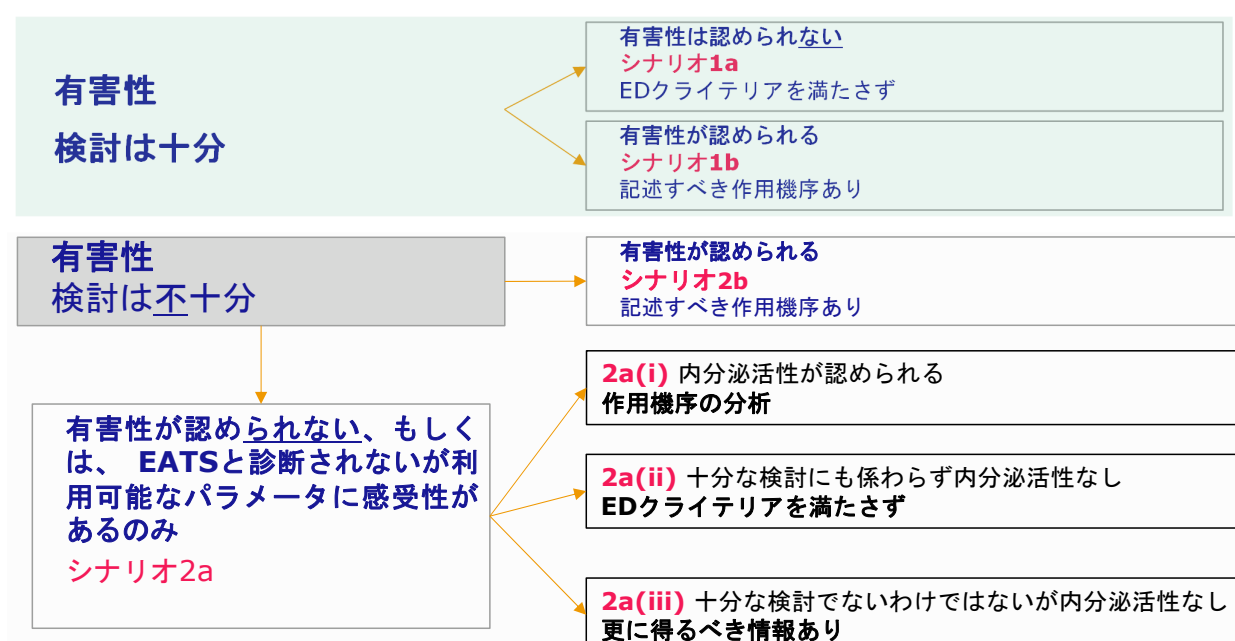 有害性
検討は十分
有害性は認められない
シナリオ1a
EDクライテリアを満たさず
有害性が認められる
シナリオ1b
記述すべき作用機序あり
有害性
検討は不十分
有害性が認められる
シナリオ2b
記述すべき作用機序あり
有害性が認められない、もしく
は、 EATSと診断されないが利
用可能なパラメータに感受性が
あるのみ
シナリオ2a
2a(i) 内分泌活性が認められる
作用機序の分析
2a(ii) 十分な検討にも係わらず内分泌活性なし
EDクライテリアを満たさず
2a(iii) 十分な検討でないわけではないが内分泌活性なし
更に得るべき情報あり